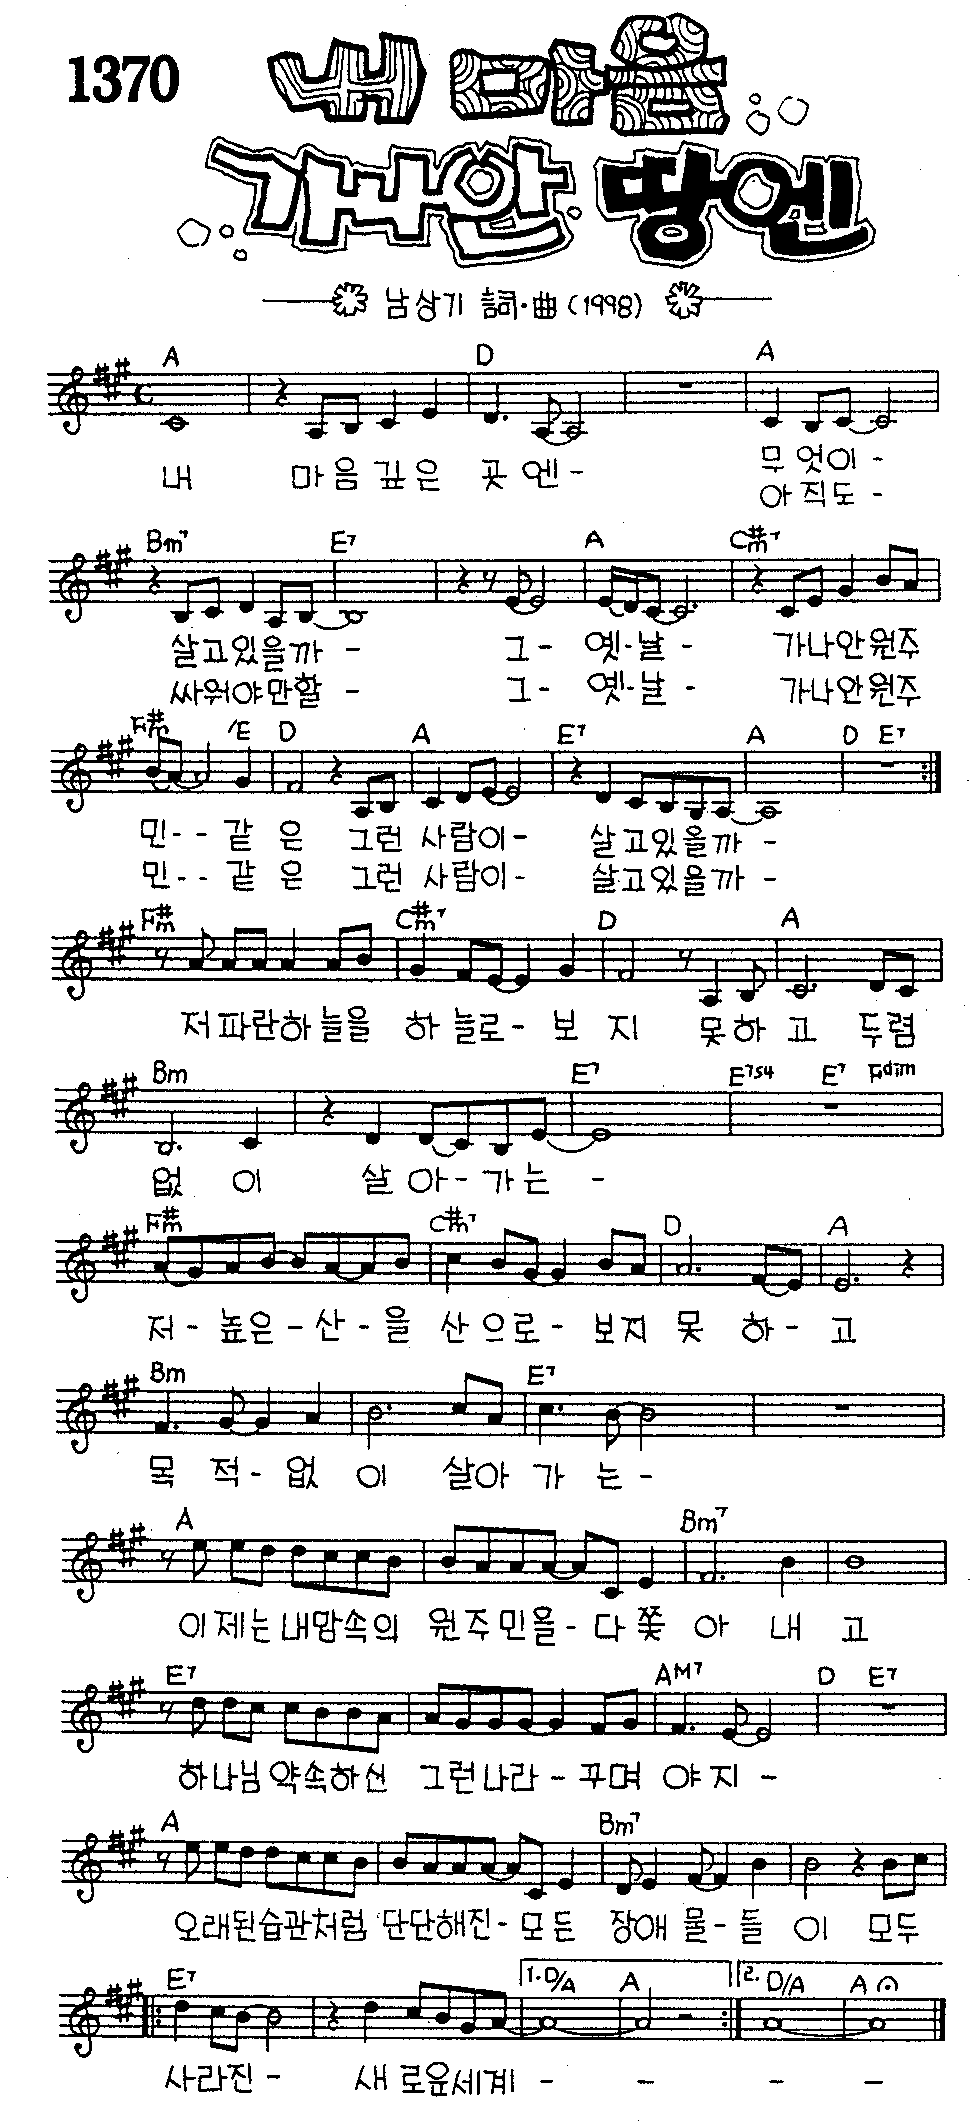 1370
내 마음
가나안 땅엔
남상기 詞·曲 (1998)
A D A
내 마음 깊은 곳엔- 무엇이-
아직도-
Bm7 E7 A C#m7
살고있을까 - 그- 옛-날 - 가나안원주
싸워야만할 - 그- 옛-날 - 가나안원주
F#m /E D A E7 A D E7
민-- 같은 그런 사람이- 살고있을까 -
민-- 같은 그런 사람이- 살고있을까 -
F#m C#m7 D A
저파란하늘을 하늘로- 보지 못하고 두렴
Bm E7 E7s4 E7 Fdim
없이 살아-가는 -
F#m C#m7 D A
저-높은-산-을 산으로-보지 못 하-고
Bm E7
목적-없이 살아가는-
A Bm7
이제는내맘속의 원주민을-다쫓아내고
E7 AM7 D E7
하나님약속하신 그런나라-꾸며야지-
A Bm7
오래된습관처럼 단단해진-모든 장애물-들이 모두
E7 1. D/A A 2. D/A A
사라진- 새로운세계 - - - -